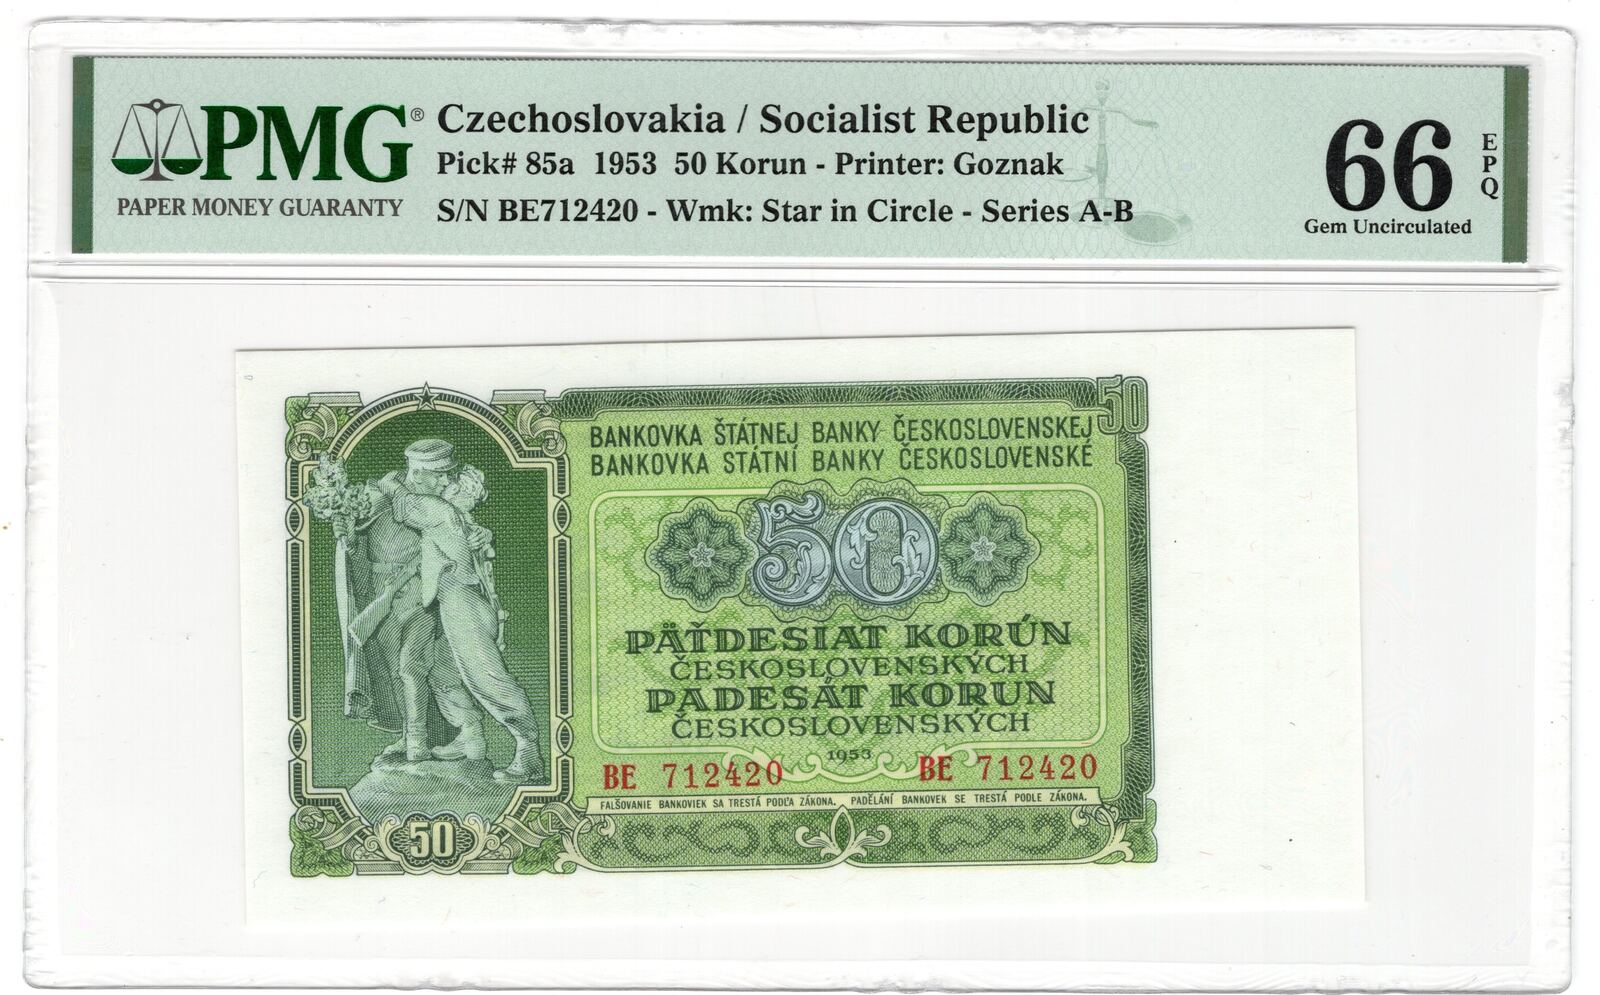 PMG®
PAPER MONEY GUARANTY
Czechoslovakia / Socialist Republic
Pick# 85a 1953 50 Korun - Printer: Goznak
S/N BE712420 - Wmk: Star in Circle - Series A-B
66
EPQ
Gem Uncirculated
50
BANKOVKA ŠTÁTNEJ BANKY ČESKOSLOVENSKEJ
BANKOVKA STÁTNÍ BANKY ČESKOSLOVENSKÉ
50
PÄŤDESIAT KORÚN
ČESKOSLOVENSKÝCH
PADESÁT KORUN
ČESKOSLOVENSKÝCH
1953
BE 712420 BE 712420
FALŠOVANIE BANKOVIEK SA TRESTÁ PODĽA ZÁKONA. PADĚLÁNÍ BANKOVEK SE TRESTÁ PODLE ZÁKONA.
50